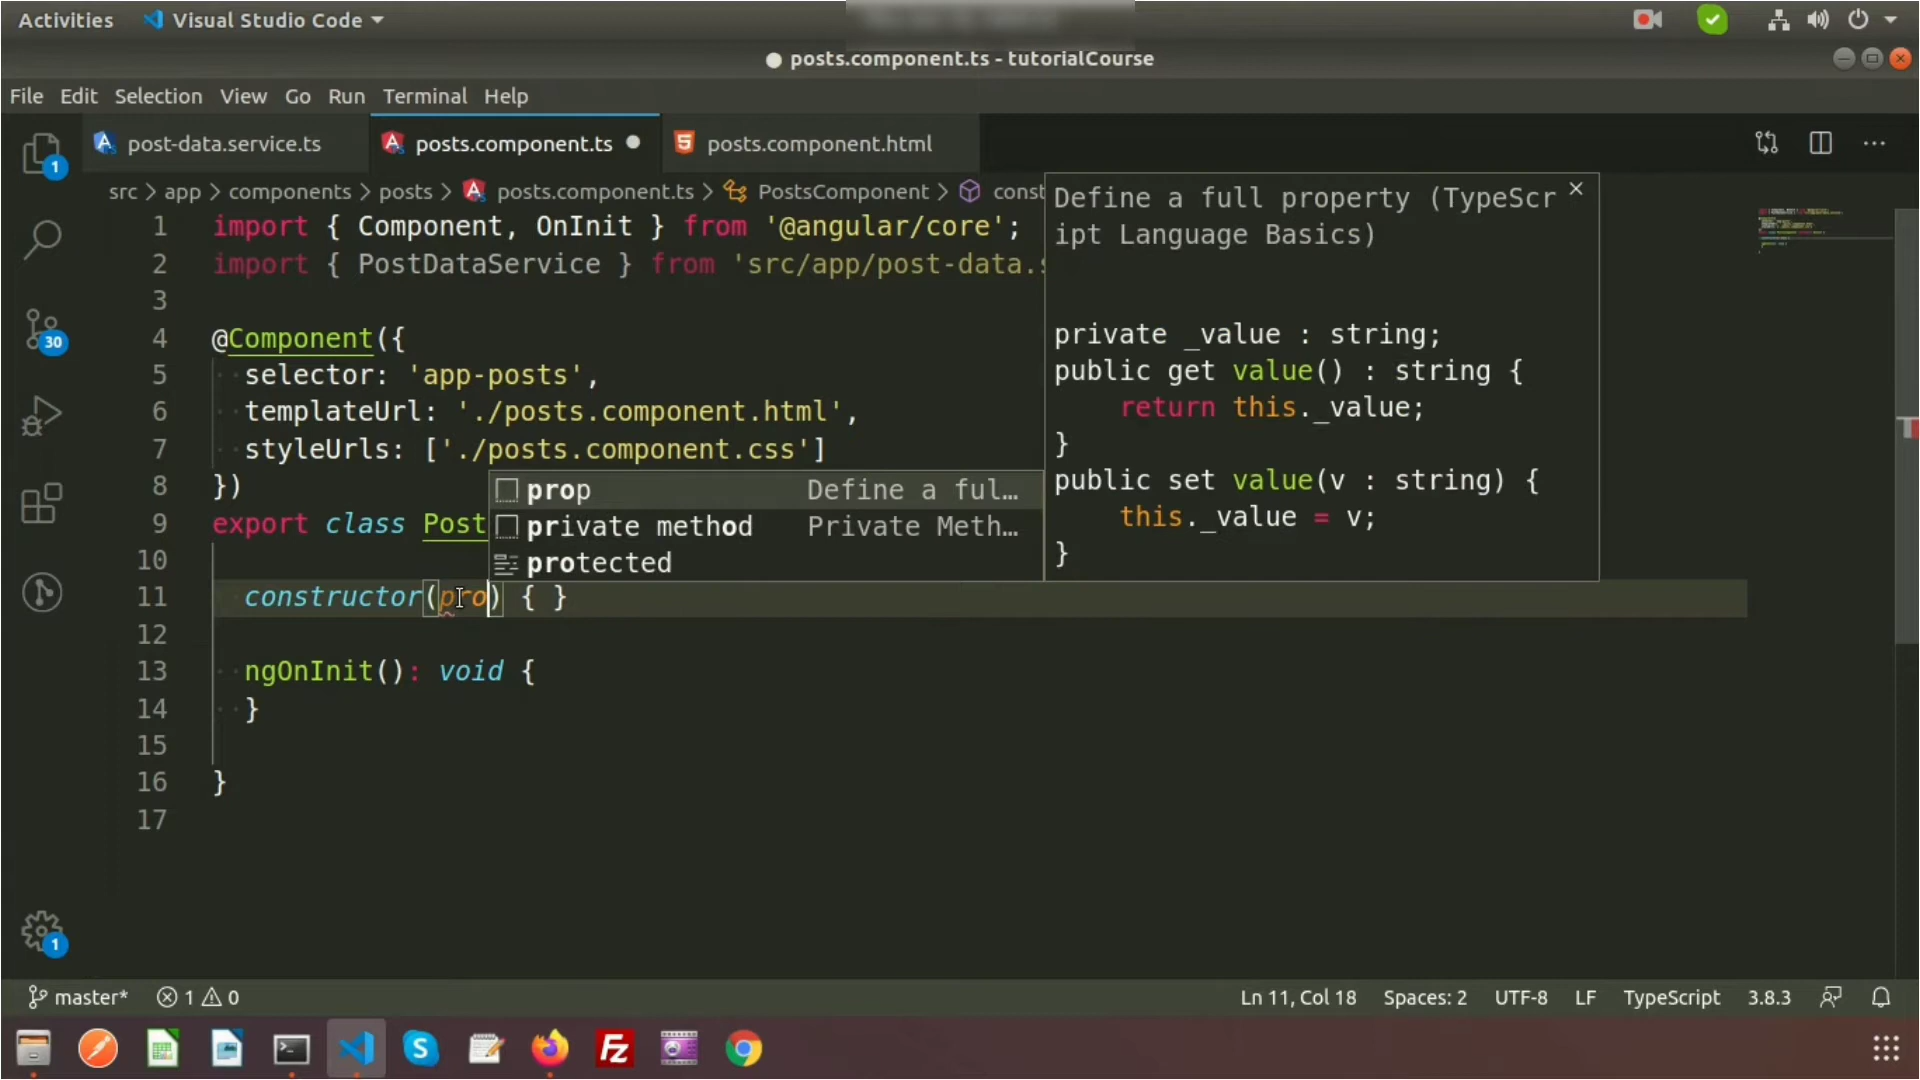 Activities
Visual Studio Code
posts.component.ts - tutorialCourse
File Edit Selection View Go Run Terminal Help
post-data.service.ts
posts.component.ts
posts.component.html
src > app > components > posts > posts.component.ts > PostsComponent > const
1 import { Component, OnInit } from '@angular/core';
2 import { PostDataService } from 'src/app/post-data.
3
4 @Component({
5 selector: 'app-posts',
6 templateUrl: './posts.component.html',
7 styleUrls: ['./posts.component.css']
8 })
9 export class Post
10
11 constructor(pro) { }
12
13 ngOnInit(): void {
14 }
15
16 }
17
prop Define a ful…
private method Private Meth…
protected
Define a full property (TypeScr
ipt Language Basics)
private _value : string;
public get value() : string {
return this._value;
}
public set value(v : string) {
this._value = v;
}
1
30
1
master* 1 0
Ln 11, Col 18 Spaces: 2 UTF-8 LF TypeScript 3.8.3
S
Fz